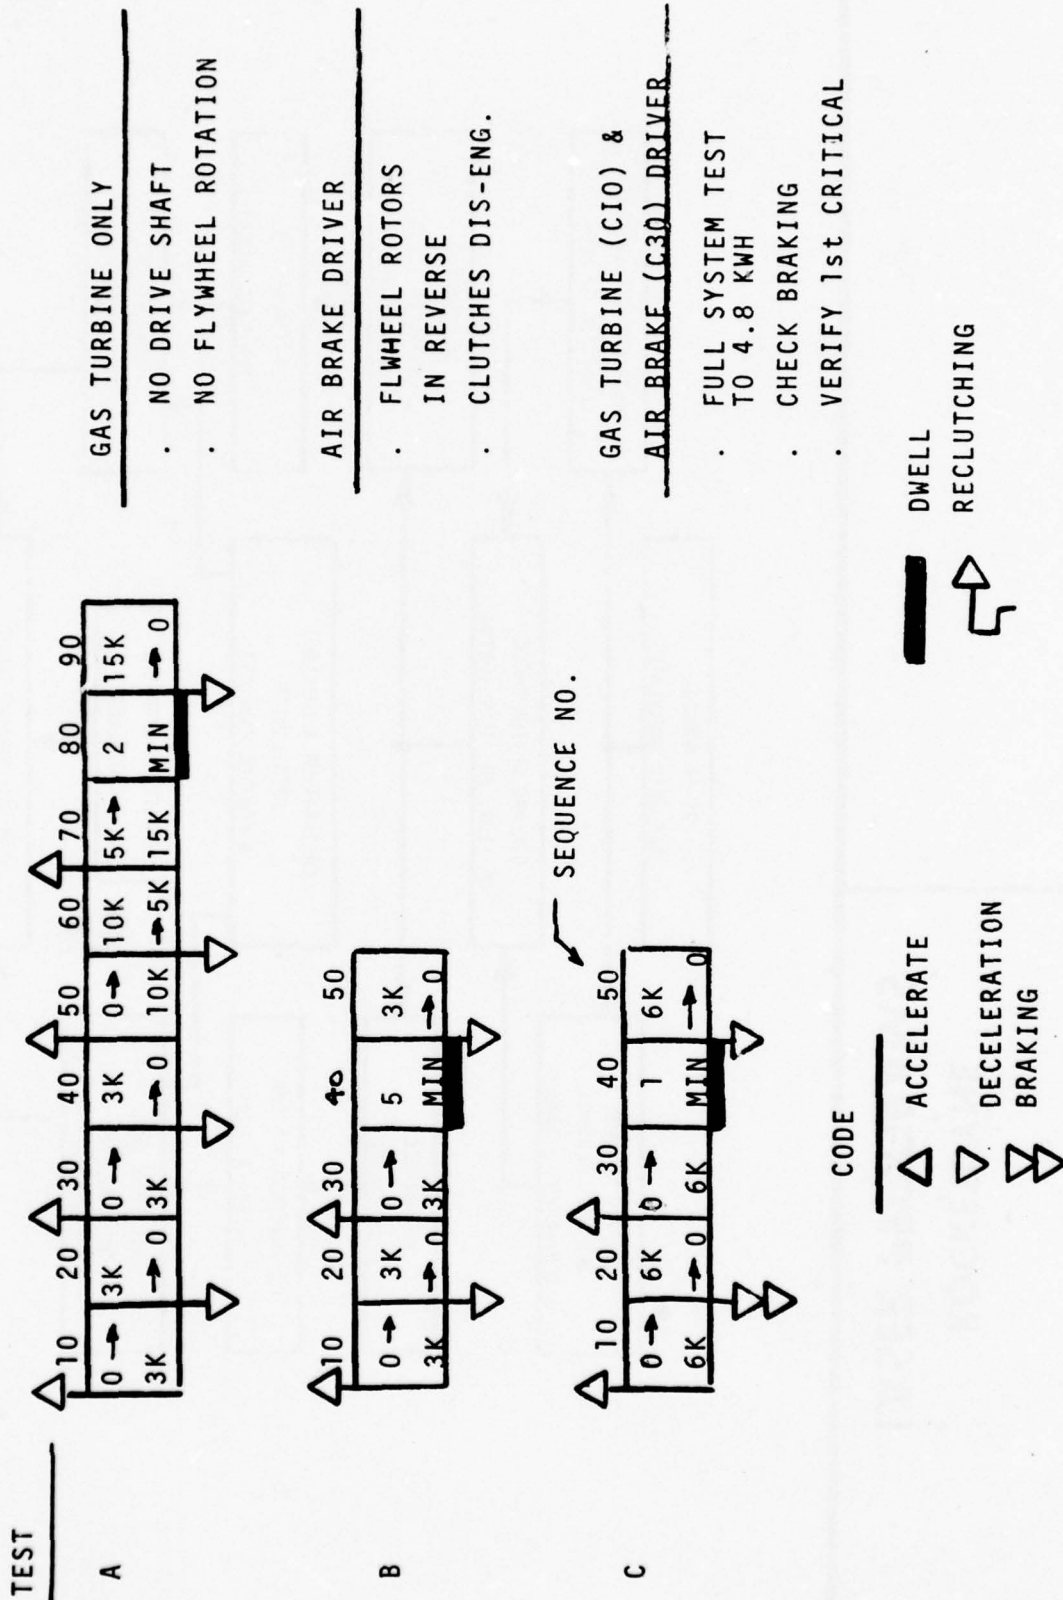 TEST
A
10 20 30 40 50 60 70 80 90
0→ 3K 0→ 3K 0→ 10K 5K→ 2 15K
3K →0 3K →0 10K →5K 15K MIN →0
GAS TURBINE ONLY
. NO DRIVE SHAFT
. NO FLYWHEEL ROTATION
B
10 20 30 40 50
0→ 3K 0→ 5 3K
3K →0 3K MIN →0
AIR BRAKE DRIVER
. FLWHEEL ROTORS
IN REVERSE
. CLUTCHES DIS-ENG.
SEQUENCE NO.
C
10 20 30 40 50
0→ 6K 0→ 1 6K
6K →0 6K MIN →0
GAS TURBINE (C10) &
AIR BRAKE (C30) DRIVER
. FULL SYSTEM TEST
TO 4.8 KWH
. CHECK BRAKING
. VERIFY 1st CRITICAL
CODE
ACCELERATE
DECELERATION
BRAKING
DWELL
RECLUTCHING